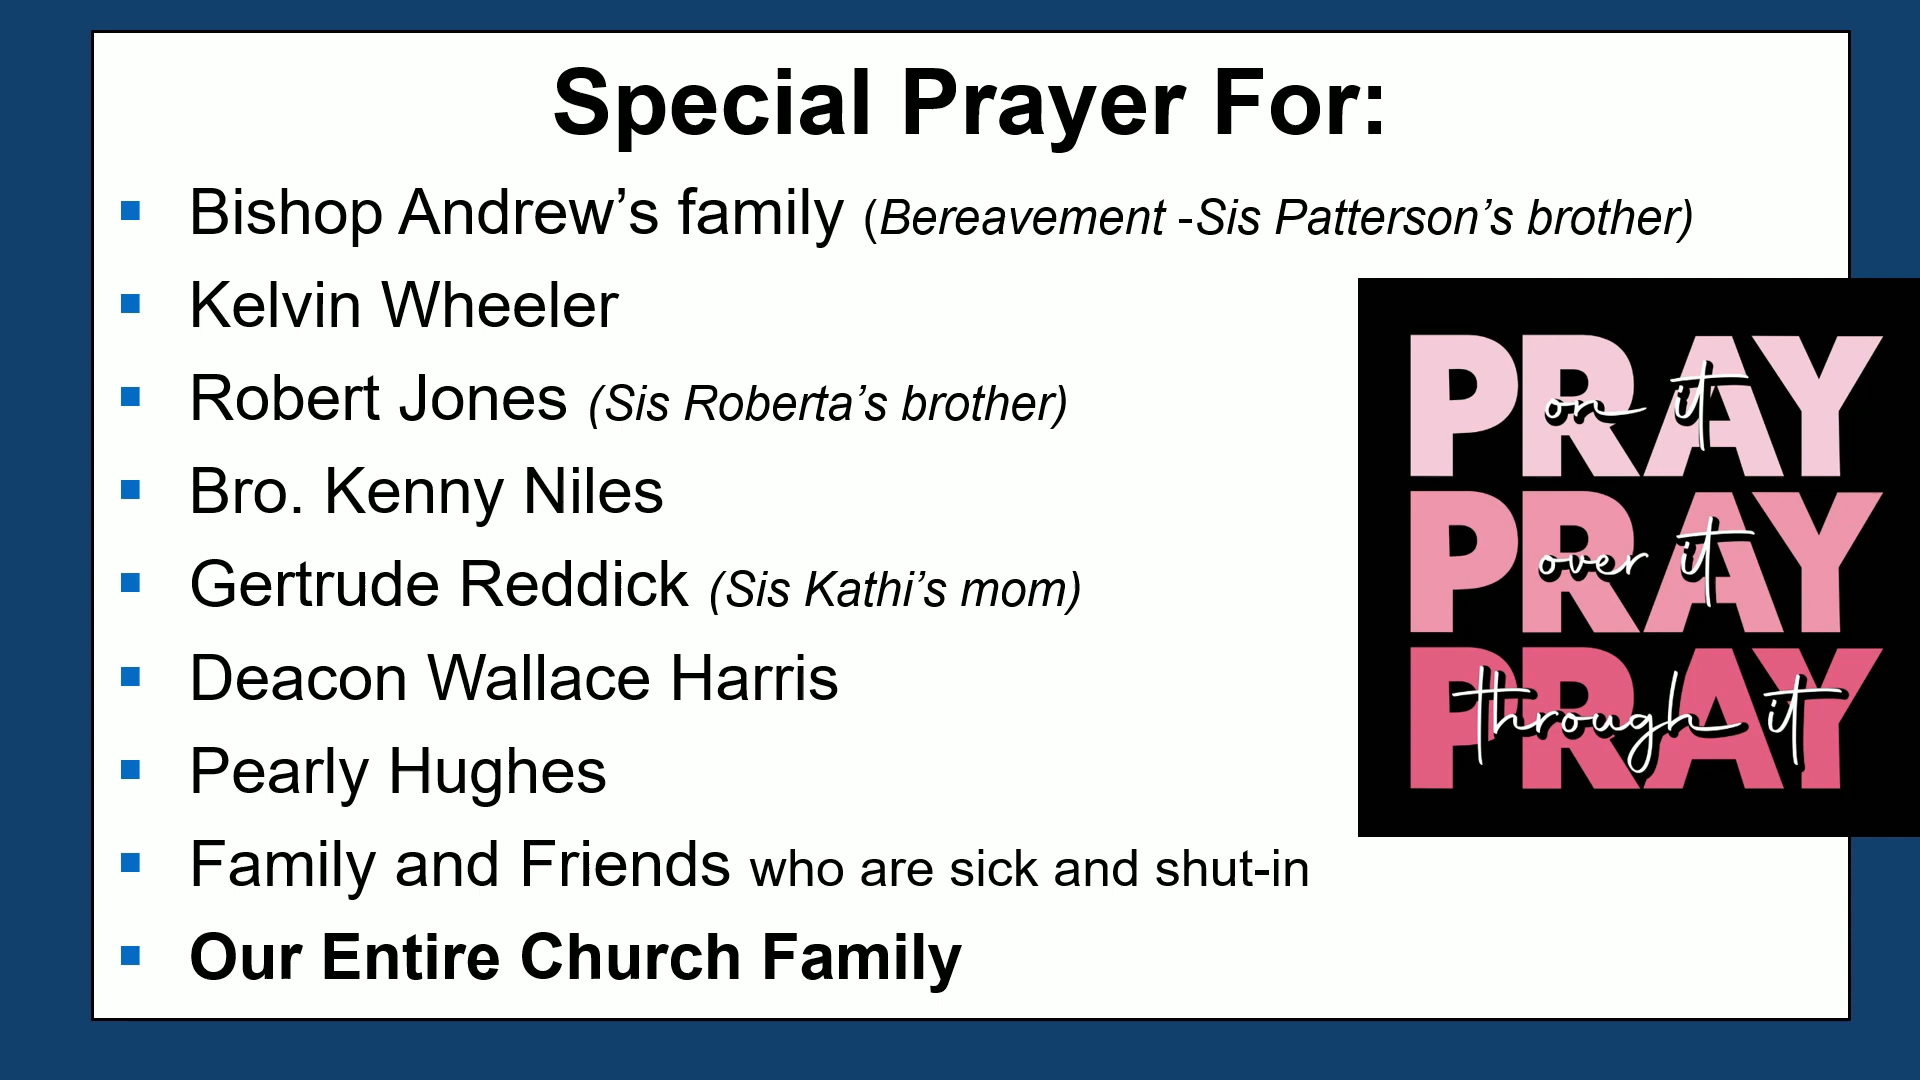 Special Prayer For:
▪ Bishop Andrew’s family (Bereavement -Sis Patterson’s brother)
▪ Kelvin Wheeler
▪ Robert Jones (Sis Roberta’s brother)
▪ Bro. Kenny Niles
▪ Gertrude Reddick (Sis Kathi’s mom)
▪ Deacon Wallace Harris
▪ Pearly Hughes
▪ Family and Friends who are sick and shut-in
▪ Our Entire Church Family
PRAY
on it
PRAY
over it
PRAY
through it